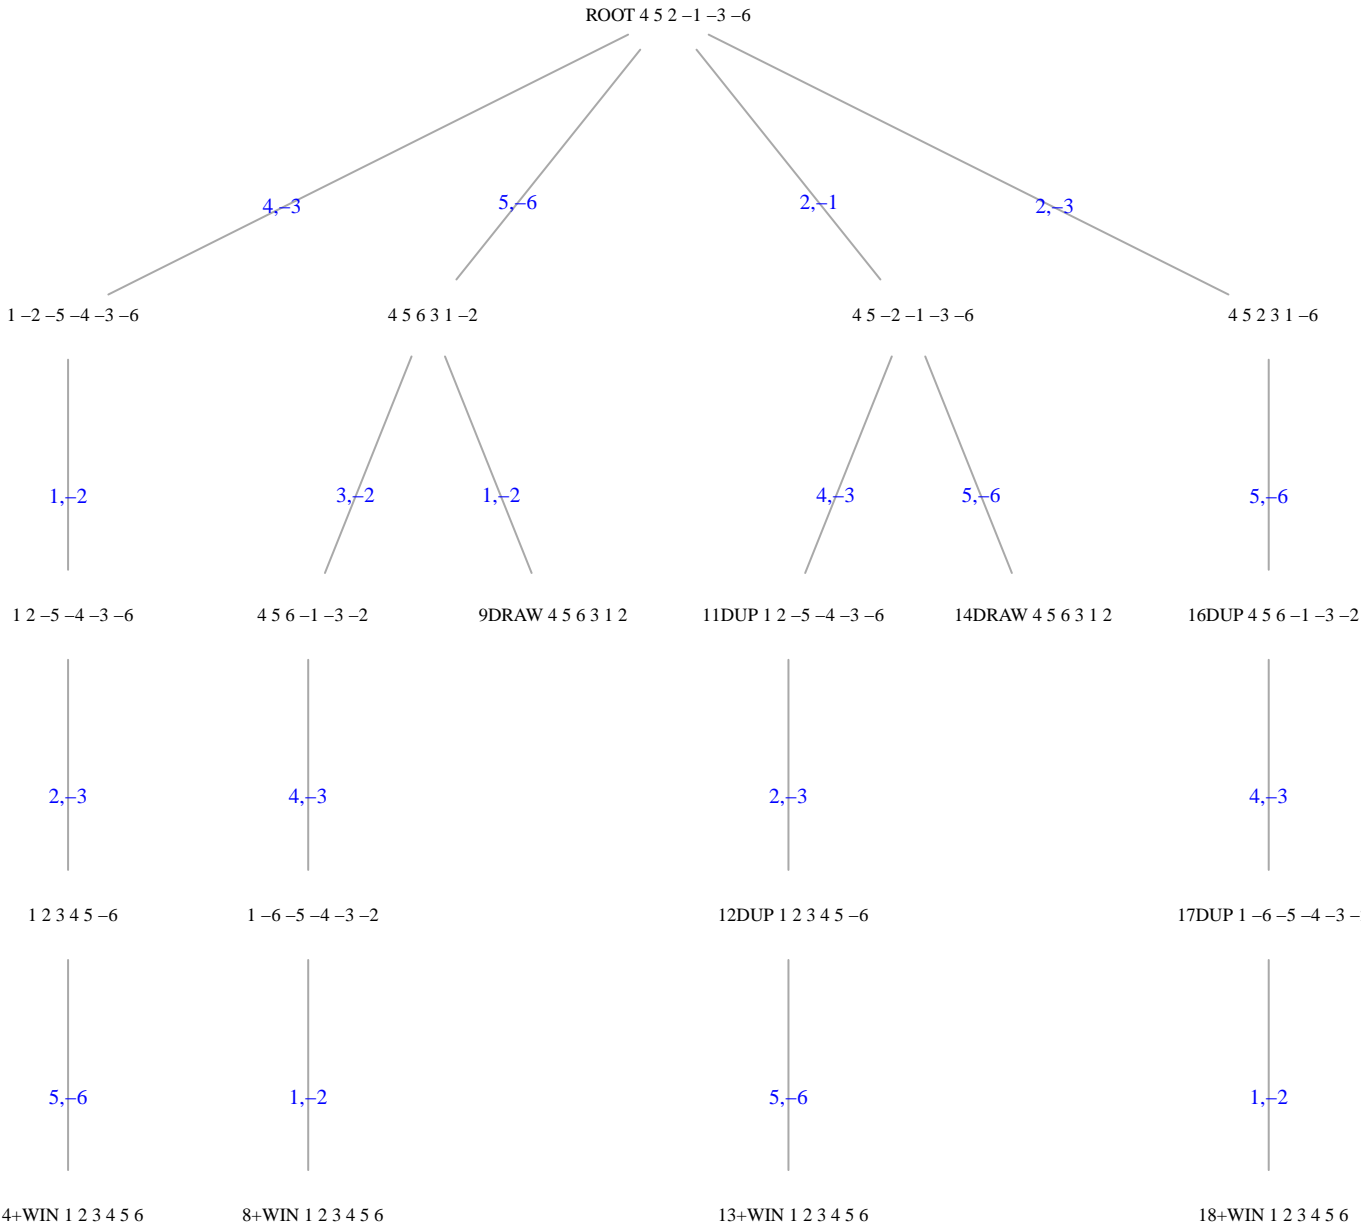 ROOT 4 5 2 –1 –3 –6
4,–3
5,–6
2,–1
2,–3
1 –2 –5 –4 –3 –6
4 5 6 3 1 –2
4 5 –2 –1 –3 –6
4 5 2 3 1 –6
1,–2
3,–2
1,–2
4,–3
5,–6
5,–6
1 2 –5 –4 –3 –6
4 5 6 –1 –3 –2
9DRAW 4 5 6 3 1 2
11DUP 1 2 –5 –4 –3 –6
14DRAW 4 5 6 3 1 2
16DUP 4 5 6 –1 –3 –2
2,–3
4,–3
2,–3
4,–3
1 2 3 4 5 –6
1 –6 –5 –4 –3 –2
12DUP 1 2 3 4 5 –6
17DUP 1 –6 –5 –4 –3
5,–6
1,–2
5,–6
1,–2
4+WIN 1 2 3 4 5 6
8+WIN 1 2 3 4 5 6
13+WIN 1 2 3 4 5 6
18+WIN 1 2 3 4 5 6